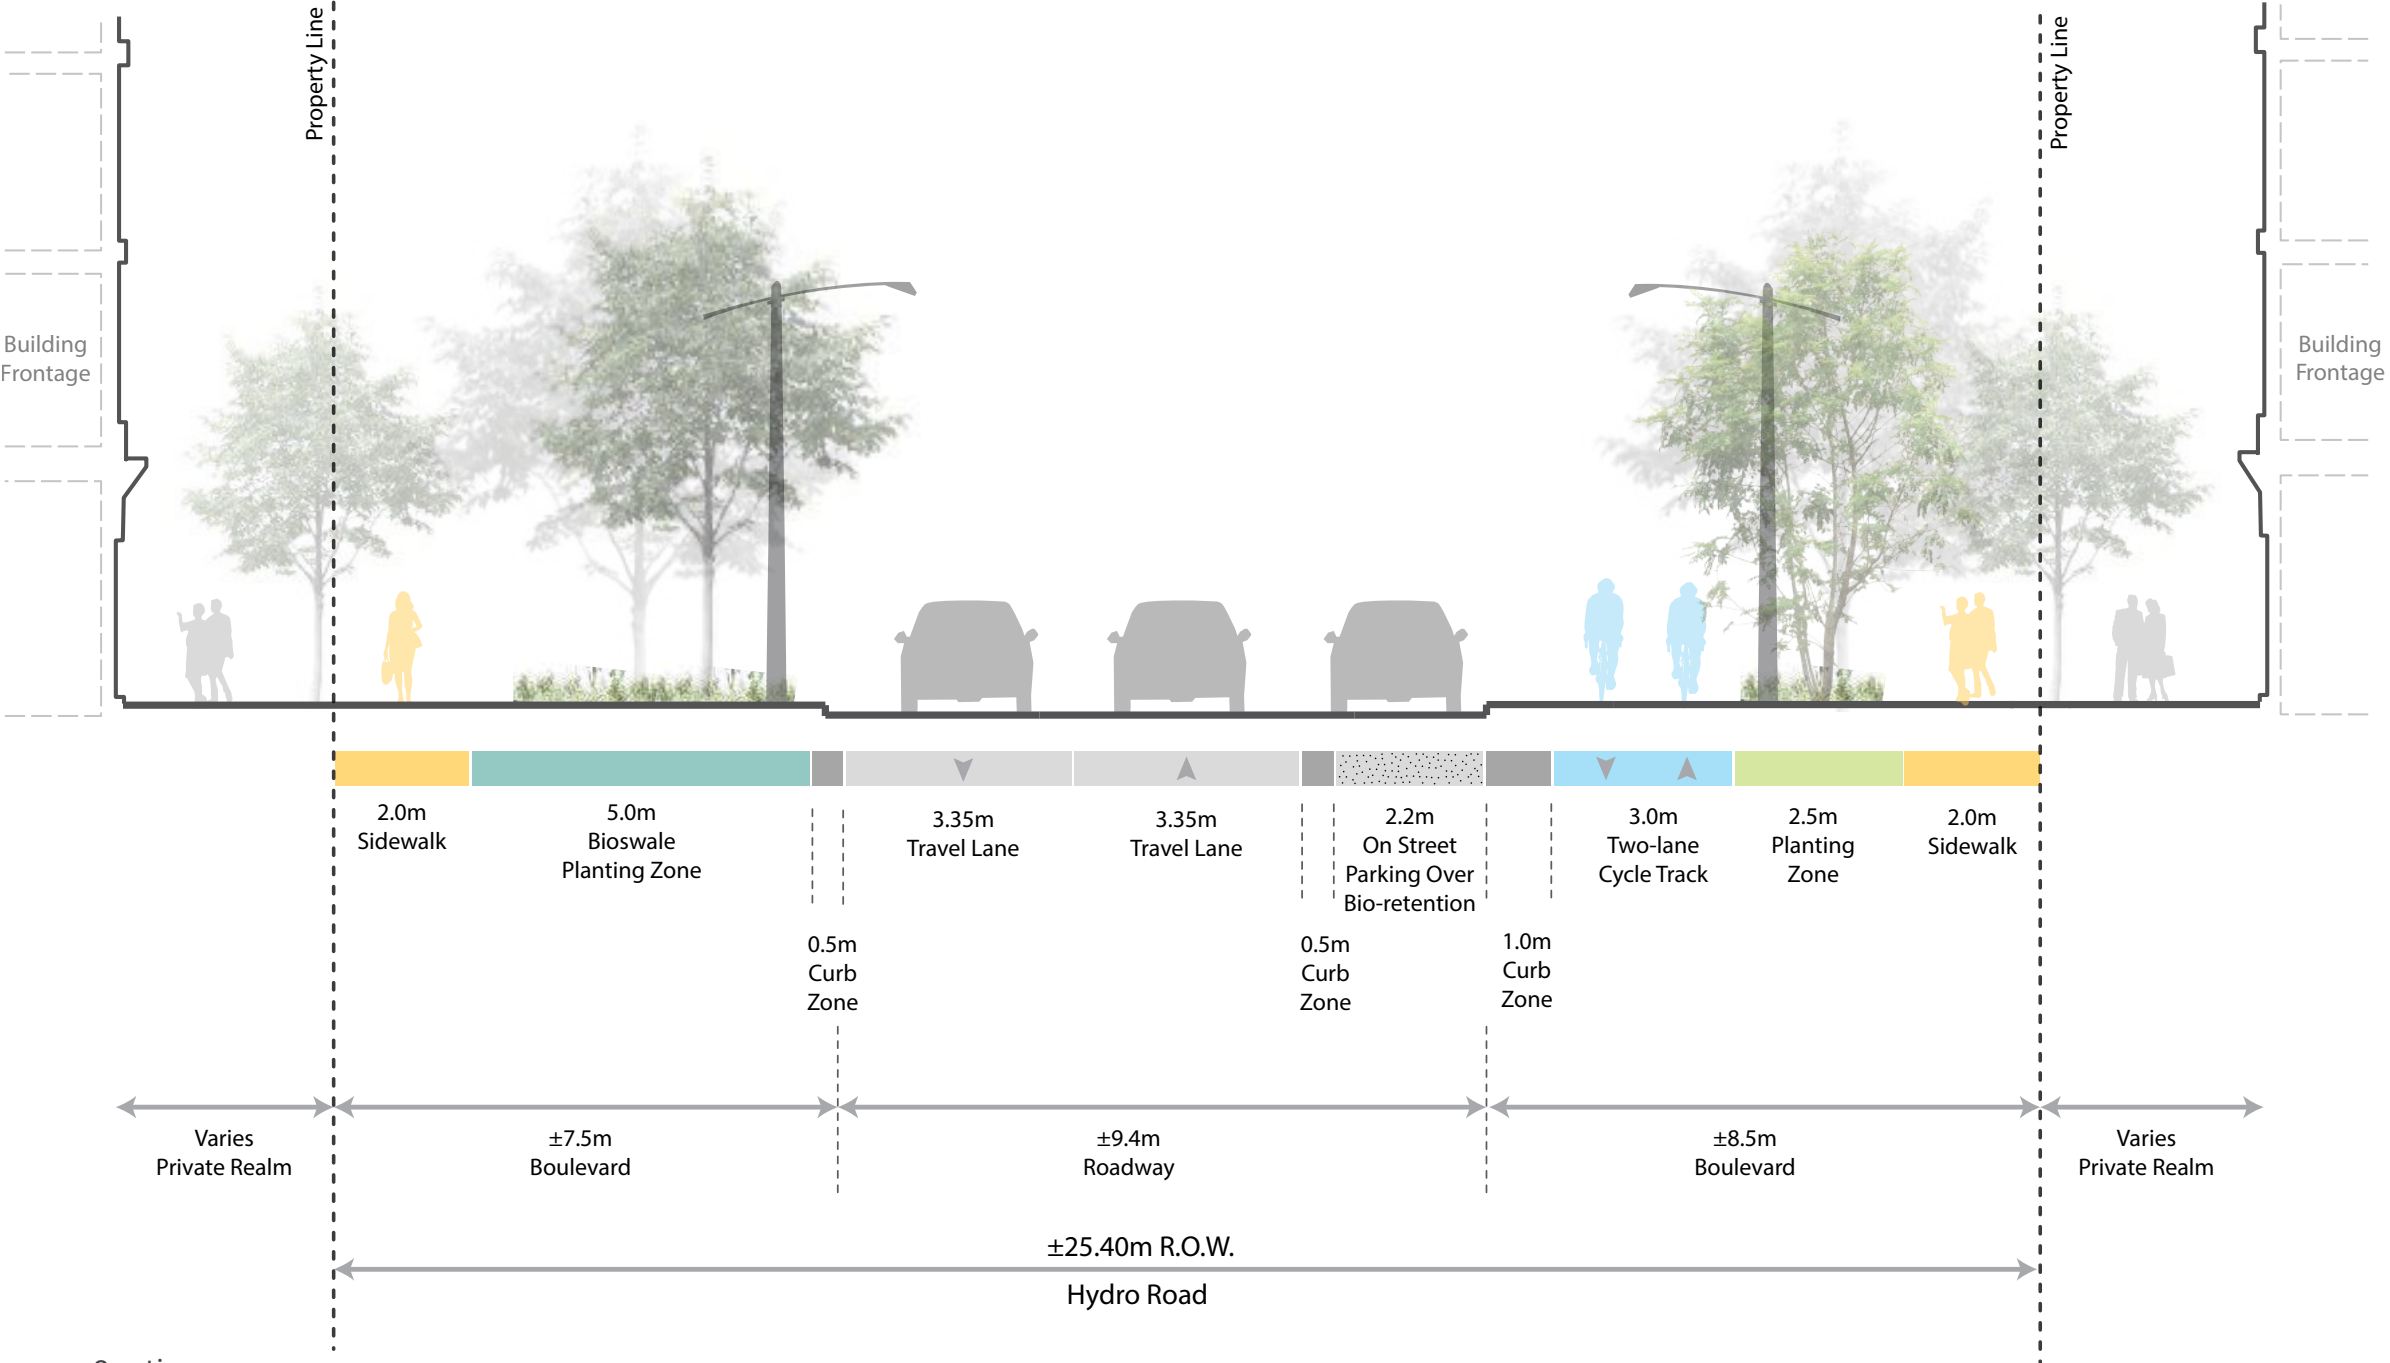 Property Line
Property Line
Building
Frontage
Building
Frontage
2.0m
Sidewalk
5.0m
Bioswale
Planting Zone
3.35m
Travel Lane
3.35m
Travel Lane
2.2m
On Street
Parking Over
Bio-retention
3.0m
Two-lane
Cycle Track
2.5m
Planting
Zone
2.0m
Sidewalk
0.5m
Curb
Zone
0.5m
Curb
Zone
1.0m
Curb
Zone
Varies
Private Realm
±7.5m
Boulevard
±9.4m
Roadway
±8.5m
Boulevard
Varies
Private Realm
±25.40m R.O.W.
Hydro Road